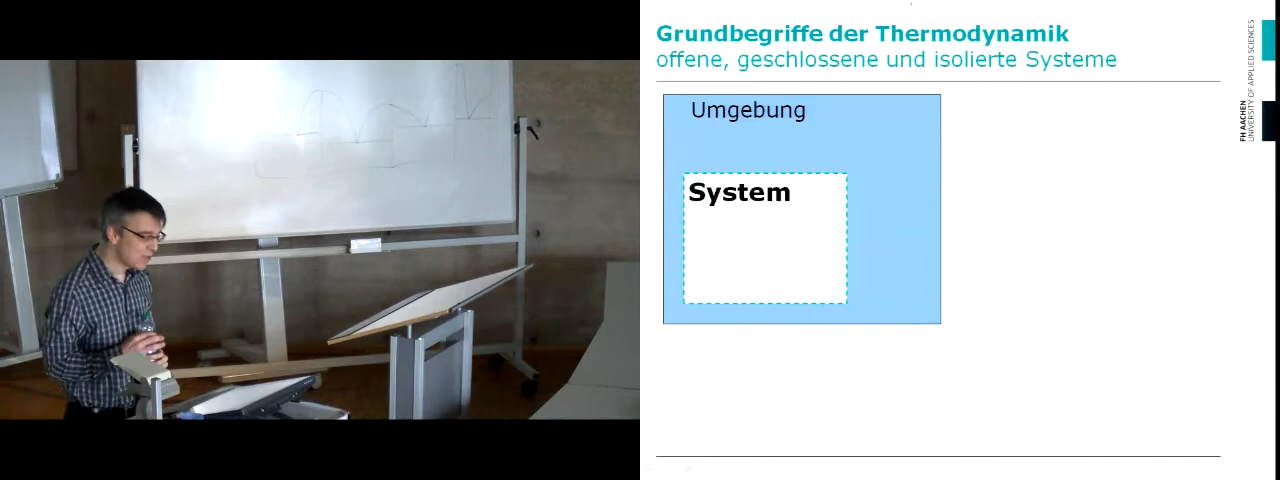 Grundbegriffe der Thermodynamik
offene, geschlossene und isolierte Systeme
Umgebung
System
FH AACHEN
UNIVERSITY OF APPLIED SCIENCES